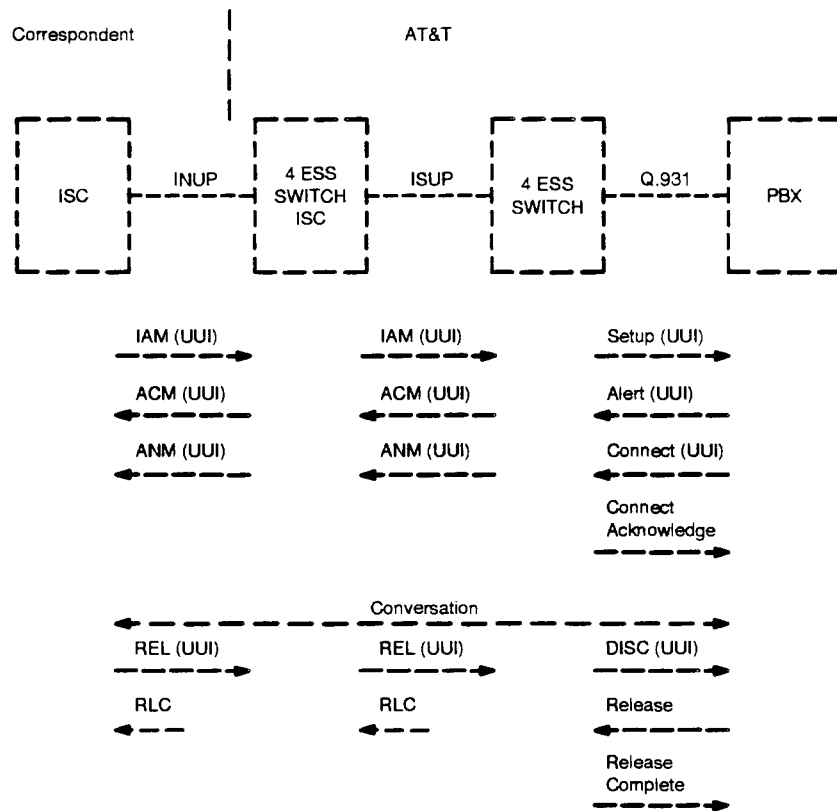 Correspondent
AT&T
ISC
INUP
4 ESS
SWITCH
ISC
ISUP
4 ESS
SWITCH
Q.931
PBX
IAM (UUI)
IAM (UUI)
Setup (UUI)
ACM (UUI)
ACM (UUI)
Alert (UUI)
ANM (UUI)
ANM (UUI)
Connect (UUI)
Connect
Acknowledge
Conversation
REL (UUI)
REL (UUI)
DISC (UUI)
RLC
RLC
Release
Release
Complete